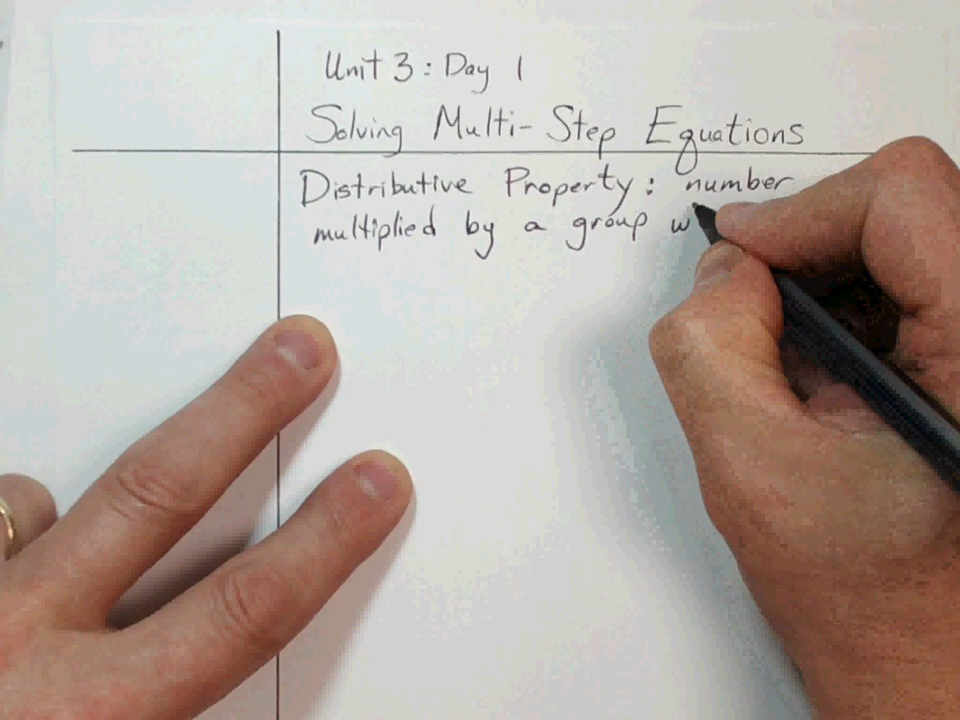 Unit 3: Day 1
Solving Multi-Step Equations
Distributive Property: number
multiplied by a group w